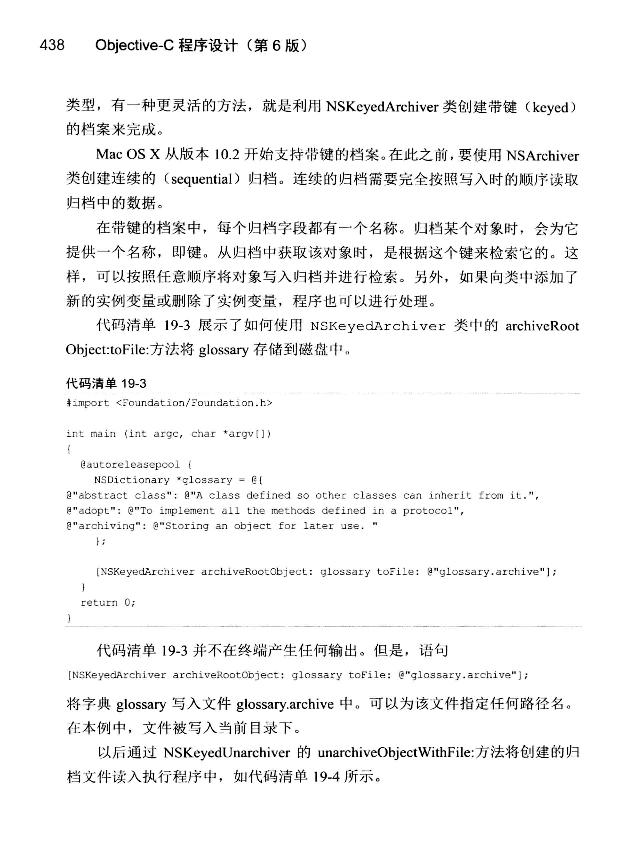 438 Objective-C 程序设计（第 6 版）
类型，有一种更灵活的方法，就是利用 NSKeyedArchiver 类创建带键（keyed）
的档案来完成。
Mac OS X 从版本 10.2 开始支持带键的档案。在此之前，要使用 NSArchiver
类创建连续的（sequential）归档。连续的归档需要完全按照写入时的顺序读取
归档中的数据。
在带键的档案中，每个归档字段都有一个名称。归档某个对象时，会为它
提供一个名称，即键。从归档中获取该对象时，是根据这个键来检索它的。这
样，可以按照任意顺序将对象写入归档并进行检索。另外，如果向类中添加了
新的实例变量或删除了实例变量，程序也可以进行处理。
代码清单 19-3 展示了如何使用 NSKeyedArchiver 类中的 archiveRoot
Object:toFile:方法将 glossary 存储到磁盘中。
代码清单 19-3
#import <Foundation/Foundation.h>
int main (int argc, char *argv[])
{
@autoreleasepool {
NSDictionary *glossary = @{
@"abstract class": @"A class defined so other classes can inherit from it.",
@"adopt": @"To implement all the methods defined in a protocol",
@"archiving": @"Storing an object for later use. "
};
[NSKeyedArchiver archiveRootObject: glossary toFile: @"glossary.archive"];
}
return 0;
}
代码清单 19-3 并不在终端产生任何输出。但是，语句
[NSKeyedArchiver archiveRootObject: glossary toFile: @"glossary.archive"];
将字典 glossary 写入文件 glossary.archive 中。可以为该文件指定任何路径名。
在本例中，文件被写入当前目录下。
以后通过 NSKeyedUnarchiver 的 unarchiveObjectWithFile:方法将创建的归
档文件读入执行程序中，如代码清单 19-4 所示。